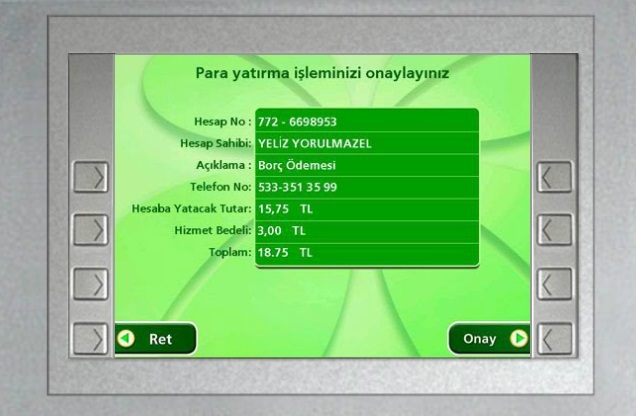 Para yatırma işleminizi onaylayınız
Hesap No : 772 - 6698953
Hesap Sahibi: YELİZ YORULMAZEL
Açıklama : Borç Ödemesi
Telefon No: 533-351 35 99
Hesaba Yatacak Tutar: 15,75 TL
Hizmet Bedeli: 3,00 TL
Toplam: 18.75 TL
Ret Onay